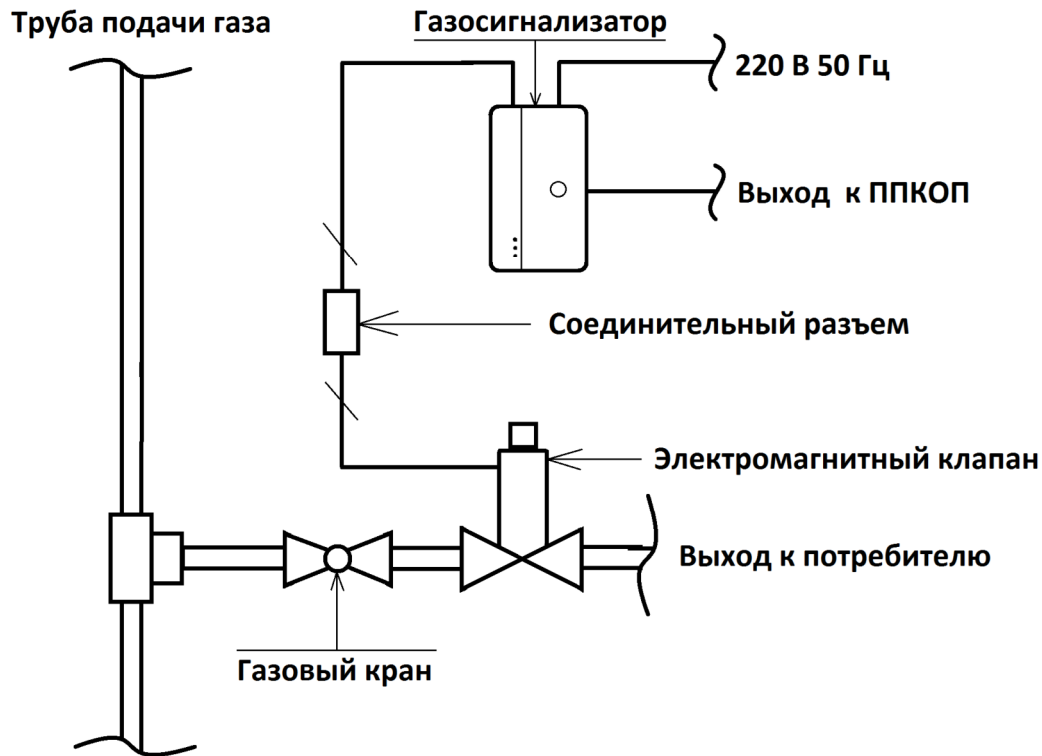 Труба подачи газа
Газосигнализатор
220 В 50 Гц
Выход к ППКОП
Соединительный разъем
Электромагнитный клапан
Выход к потребителю
Газовый кран